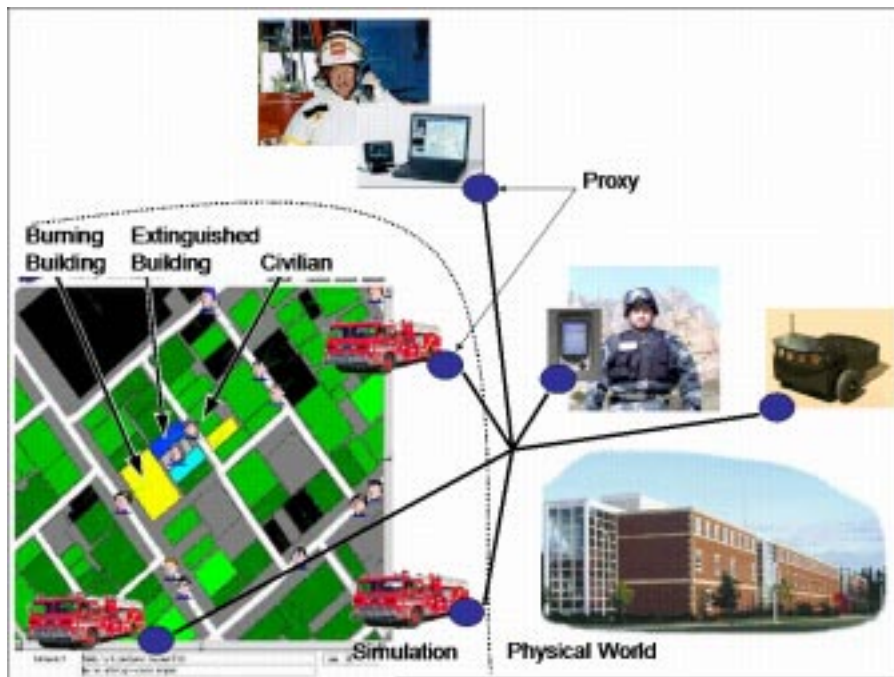 Proxy
Burning Building
Extinguished Building
Civilian
Simulation
Physical World